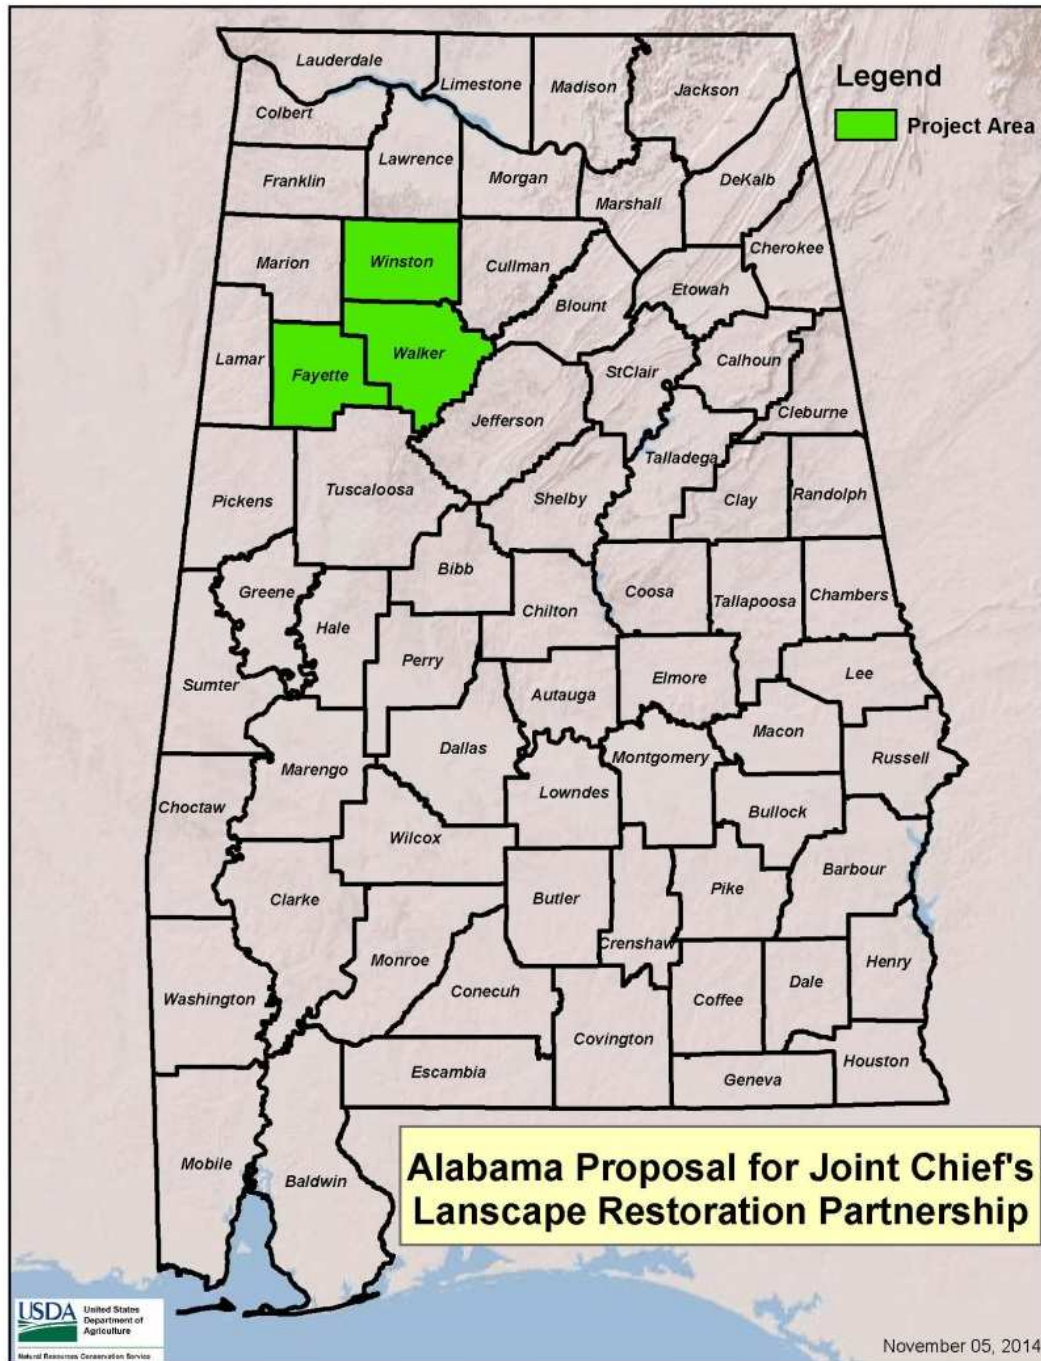 Lauderdale
Limestone
Madison
Jackson
Legend
Project Area
Colbert
Lawrence
Franklin
Morgan
DeKalb
Marshall
Cherokee
Marion
Winston
Cullman
Etowah
Blount
Lamar
Fayette
Walker
StClair
Calhoun
Cleburne
Jefferson
Talladega
Pickens
Tuscaloosa
Shelby
Clay
Randolph
Bibb
Greene
Hale
Chilton
Coosa
Tallapoosa
Chambers
Perry
Sumter
Autauga
Elmore
Lee
Dallas
Macon
Marengo
Montgomery
Russell
Choctaw
Lowndes
Bullock
Wilcox
Barbour
Clarke
Butler
Pike
Crenshaw
Monroe
Henry
Washington
Conecuh
Coffee
Dale
Covington
Escambia
Geneva
Houston
Mobile
Baldwin
Alabama Proposal for Joint Chief's
Lanscape Restoration Partnership
USDA
United States
Department of
Agriculture
Natural Resources Conservation Service
November 05, 2014